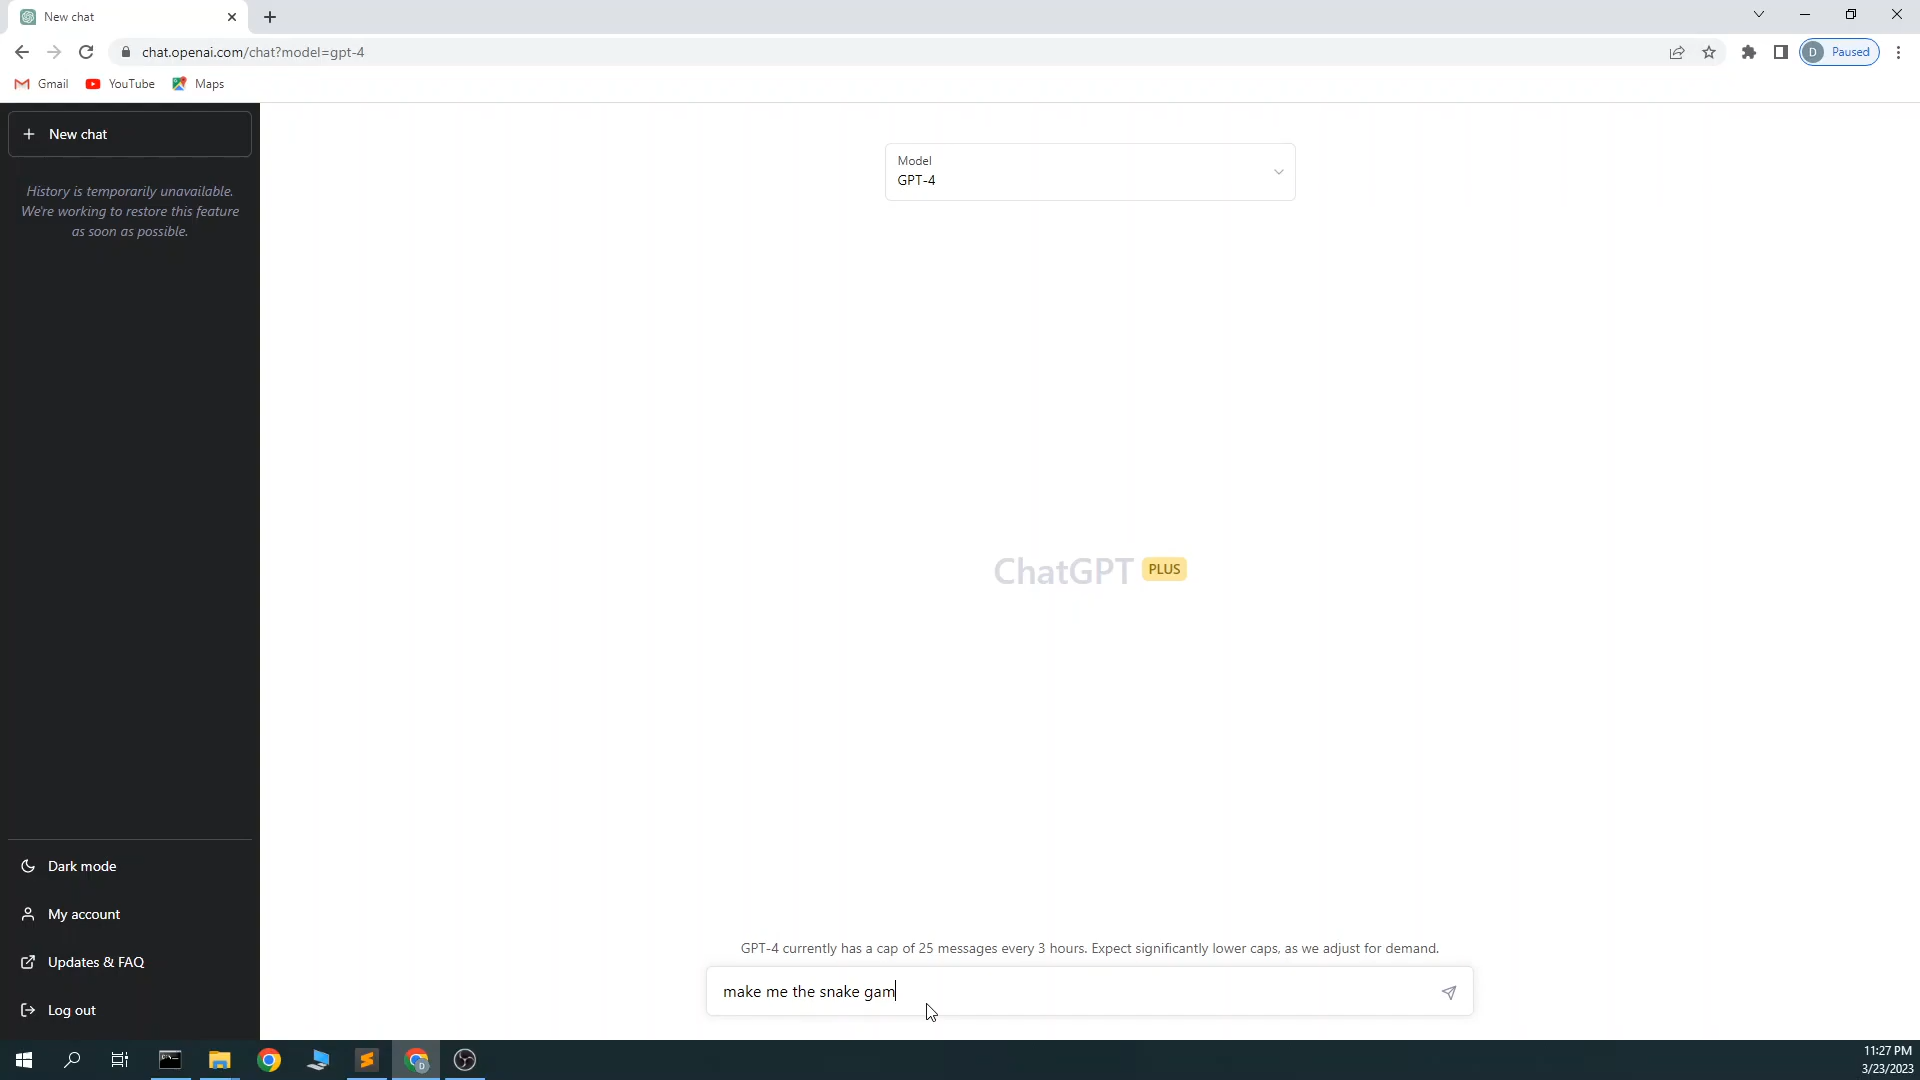 New chat
chat.openai.com/chat?model=gpt-4
D Paused
Gmail YouTube Maps
New chat
History is temporarily unavailable.
We're working to restore this feature
as soon as possible.
Model
GPT-4
ChatGPT PLUS
Dark mode
My account
Updates & FAQ
Log out
GPT-4 currently has a cap of 25 messages every 3 hours. Expect significantly lower caps, as we adjust for demand.
make me the snake gam
11:27 PM
3/23/2023